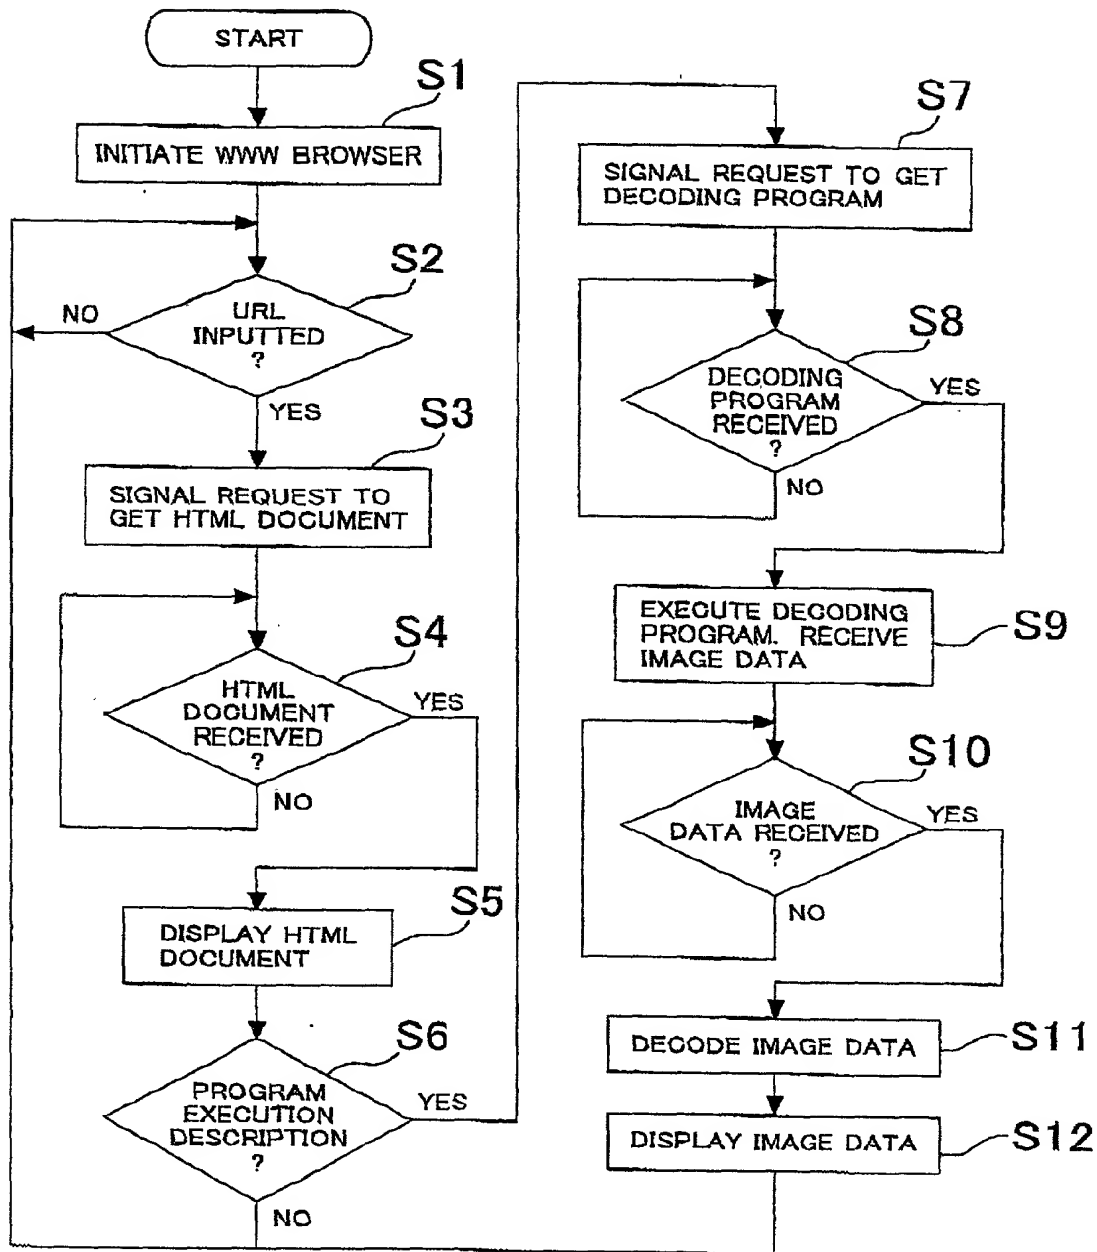 START
S1
INITIATE WWW BROWSER
S2
NO
URL
INPUTTED
?
YES
S3
SIGNAL REQUEST TO
GET HTML DOCUMENT
S4
HTML
DOCUMENT
RECEIVED
?
YES
NO
S5
DISPLAY HTML
DOCUMENT
S6
PROGRAM
EXECUTION
DESCRIPTION
?
YES
NO
S7
SIGNAL REQUEST TO GET
DECODING PROGRAM
S8
DECODING
PROGRAM
RECEIVED
?
YES
NO
EXECUTE DECODING
PROGRAM. RECEIVE
IMAGE DATA
S9
S10
IMAGE
DATA RECEIVED
?
YES
NO
DECODE IMAGE DATA
S11
DISPLAY IMAGE DATA
S12